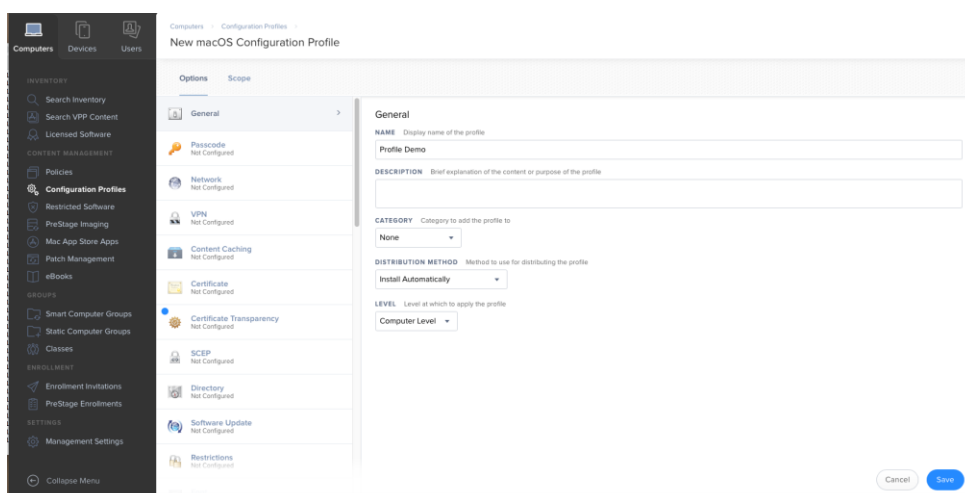 Computers
Devices
Users
INVENTORY
Search Inventory
Search VPP Content
Licensed Software
CONTENT MANAGEMENT
Policies
Configuration Profiles
Restricted Software
PreStage Imaging
Mac App Store Apps
Patch Management
eBooks
GROUPS
Smart Computer Groups
Static Computer Groups
Classes
ENROLLMENT
Enrollment Invitations
PreStage Enrollments
SETTINGS
Management Settings
Collapse Menu
Computers Configuration Profiles
New macOS Configuration Profile
Options Scope
General
Passcode
Not Configured
Network
Not Configured
VPN
Not Configured
Content Caching
Not Configured
Certificate
Not Configured
Certificate Transparency
Not Configured
SCEP
Not Configured
Directory
Not Configured
Software Update
Not Configured
Restrictions
Not Configured
General
NAME Display name of the profile
Profile Demo
DESCRIPTION Brief explanation of the content or purpose of the profile
CATEGORY Category to add the profile to
None
DISTRIBUTION METHOD Method to use for distributing the profile
Install Automatically
LEVEL Level at which to apply the profile
Computer Level
Cancel Save